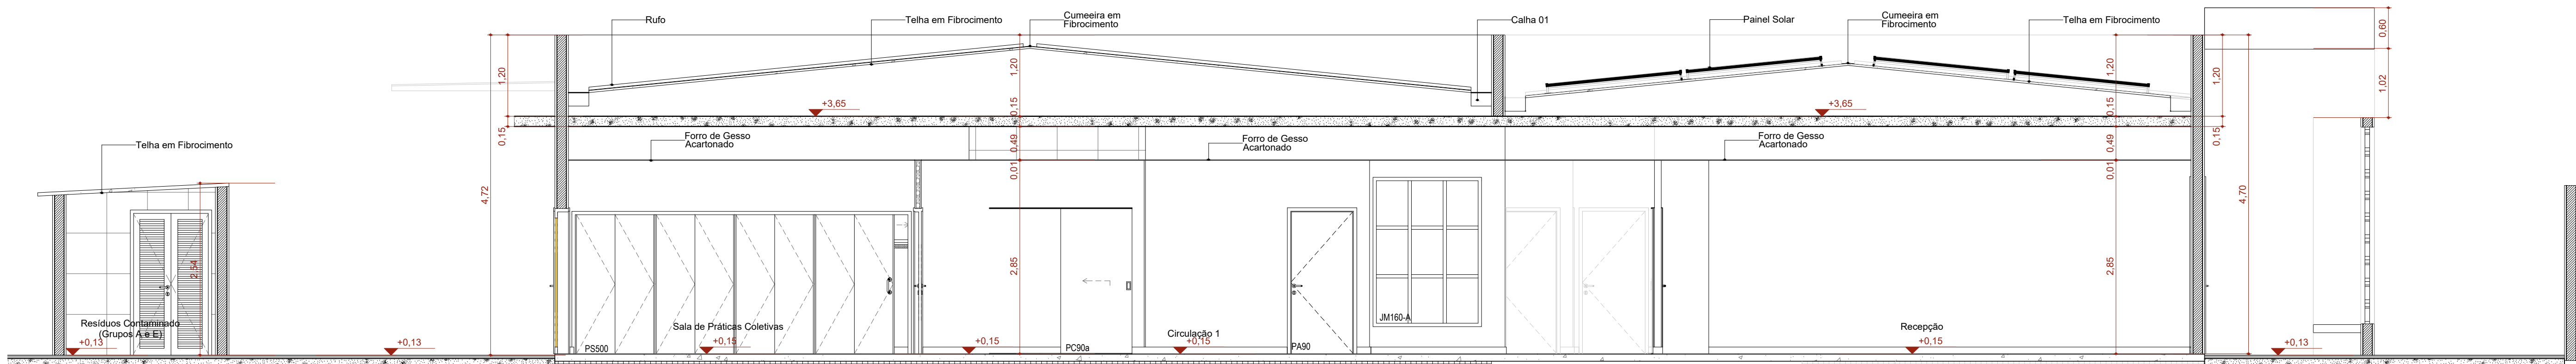 Rufo
Telha em Fibrocimento
Cumeeira em
Fibrocimento
Calha 01
Painel Solar
Cumeeira em
Fibrocimento
Telha em Fibrocimento
0,60
1,20
1,20
1,20
1,20
1,02
+3,65
+3,65
0,15
0,15
0,15
0,15
Telha em Fibrocimento
Forro de Gesso
Acartonado
0,49
Forro de Gesso
Acartonado
Forro de Gesso
Acartonado
0,49
0,01
0,01
4,72
4,70
2,54
2,85
2,85
Resíduos Contaminado
(Grupos A e E)
+0,13
+0,13
PS500
Sala de Práticas Coletivas
+0,15
+0,15
PC90a
Circulação 1
+0,15
PA90
JM160-A
Recepção
+0,15
+0,13